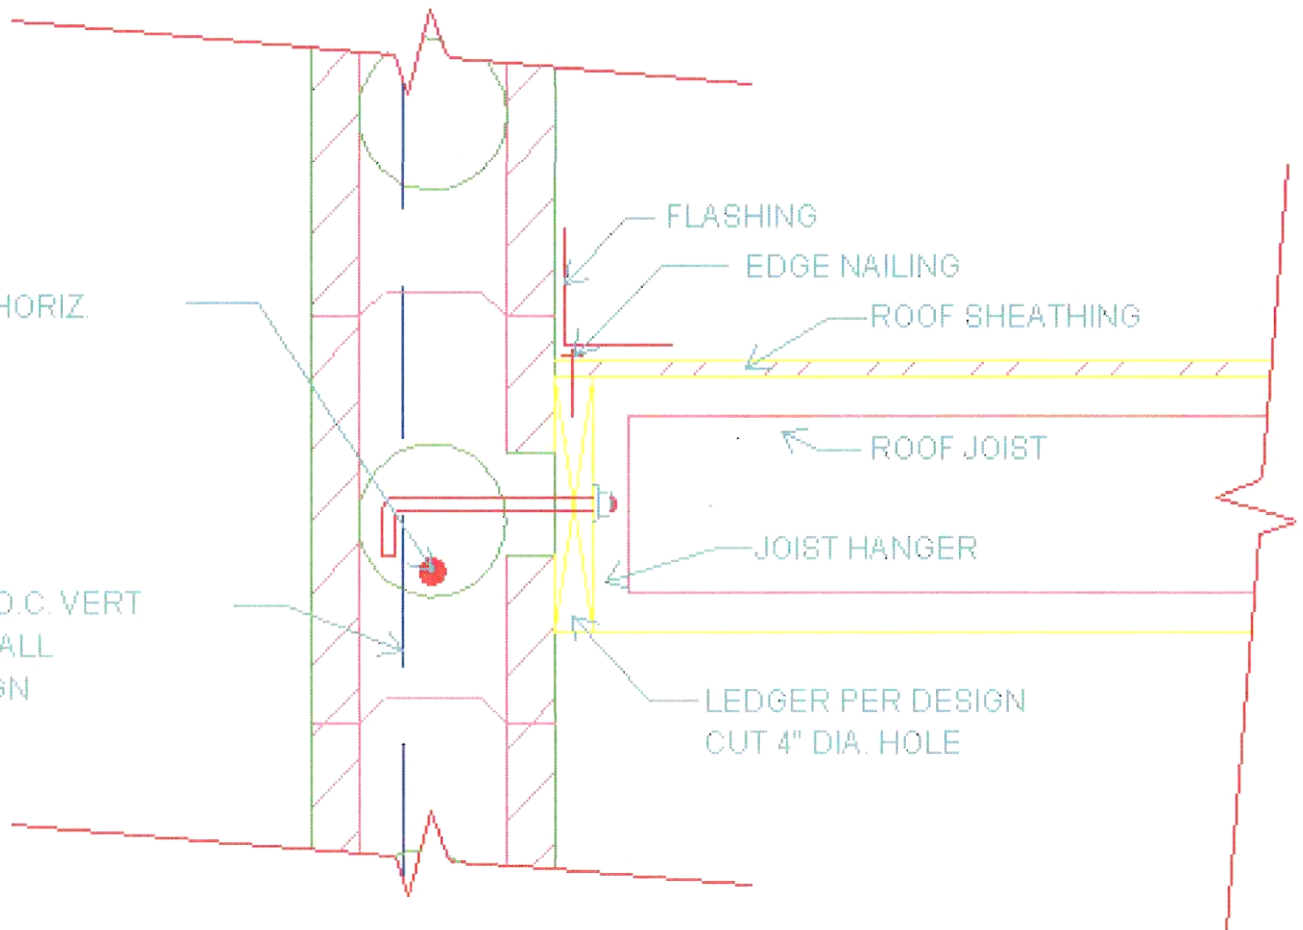 FLASHING
EDGE NAILING
HORIZ.
ROOF SHEATHING
ROOF JOIST
JOIST HANGER
O.C. VERT
ALL
GN
LEDGER PER DESIGN
CUT 4" DIA. HOLE